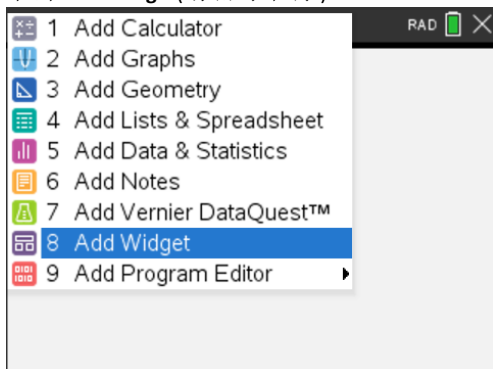 1 Add Calculator
RAD
2 Add Graphs
3 Add Geometry
4 Add Lists & Spreadsheet
5 Add Data & Statistics
6 Add Notes
7 Add Vernier DataQuest™
8 Add Widget
9 Add Program Editor